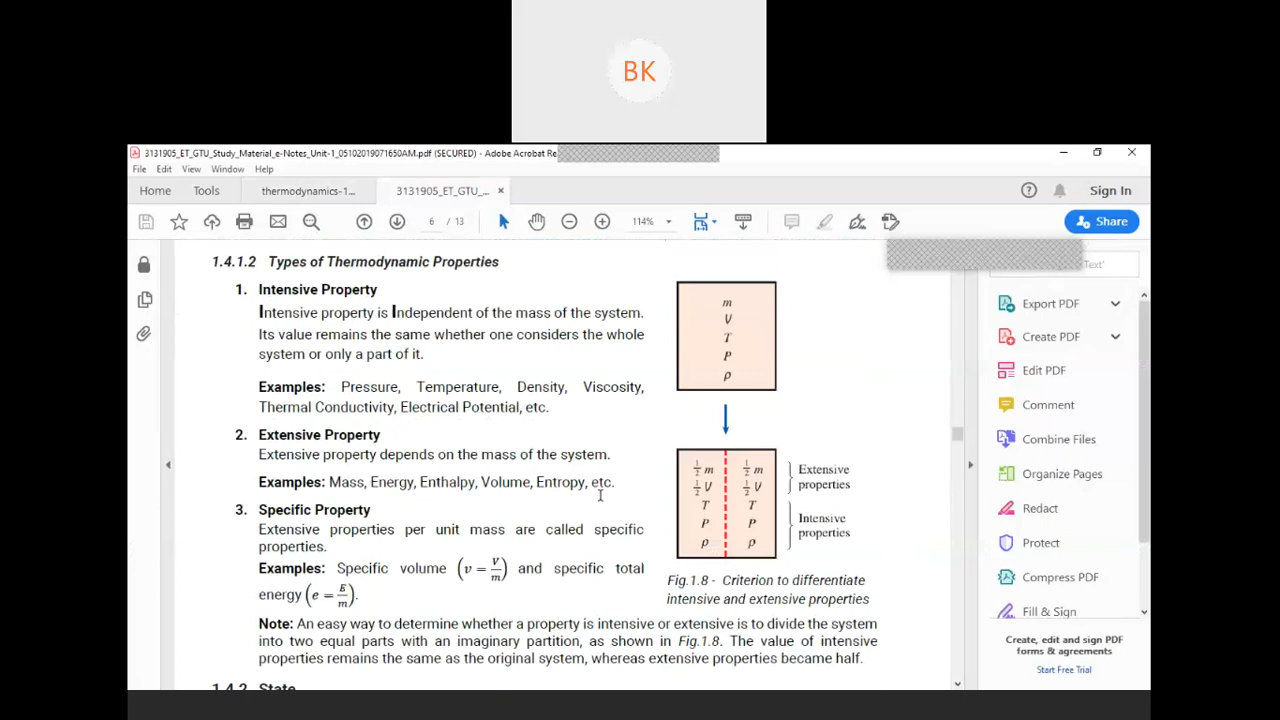 BK
3131905_ET_GTU_Study_Material_e-Notes_Unit-1_05102019071650AM.pdf (SECURED) - Adobe Acrobat Re
File Edit View Window Help
Home Tools thermodynamics-1... 3131905_ET_GTU_... × Sign In
6 / 13 114% Share
1.4.1.2 Types of Thermodynamic Properties
1. Intensive Property
Intensive property is Independent of the mass of the system.
Its value remains the same whether one considers the whole
system or only a part of it.
Examples: Pressure, Temperature, Density, Viscosity,
Thermal Conductivity, Electrical Potential, etc.
2. Extensive Property
Extensive property depends on the mass of the system.
Examples: Mass, Energy, Enthalpy, Volume, Entropy, etc.
3. Specific Property
Extensive properties per unit mass are called specific
properties.
Examples: Specific volume (v = V/m) and specific total
energy (e = E/m).
m
V
T
P
ρ
½ m ½ m
½ V ½ V
T T
P P
ρ ρ
Extensive
properties
Intensive
properties
Fig.1.8 - Criterion to differentiate
intensive and extensive properties
Note: An easy way to determine whether a property is intensive or extensive is to divide the system
into two equal parts with an imaginary partition, as shown in Fig.1.8. The value of intensive
properties remains the same as the original system, whereas extensive properties became half.
1.4.2 State
Text'
Export PDF
Create PDF
Edit PDF
Comment
Combine Files
Organize Pages
Redact
Protect
Compress PDF
Fill & Sign
Create, edit and sign PDF
forms & agreements
Start Free Trial